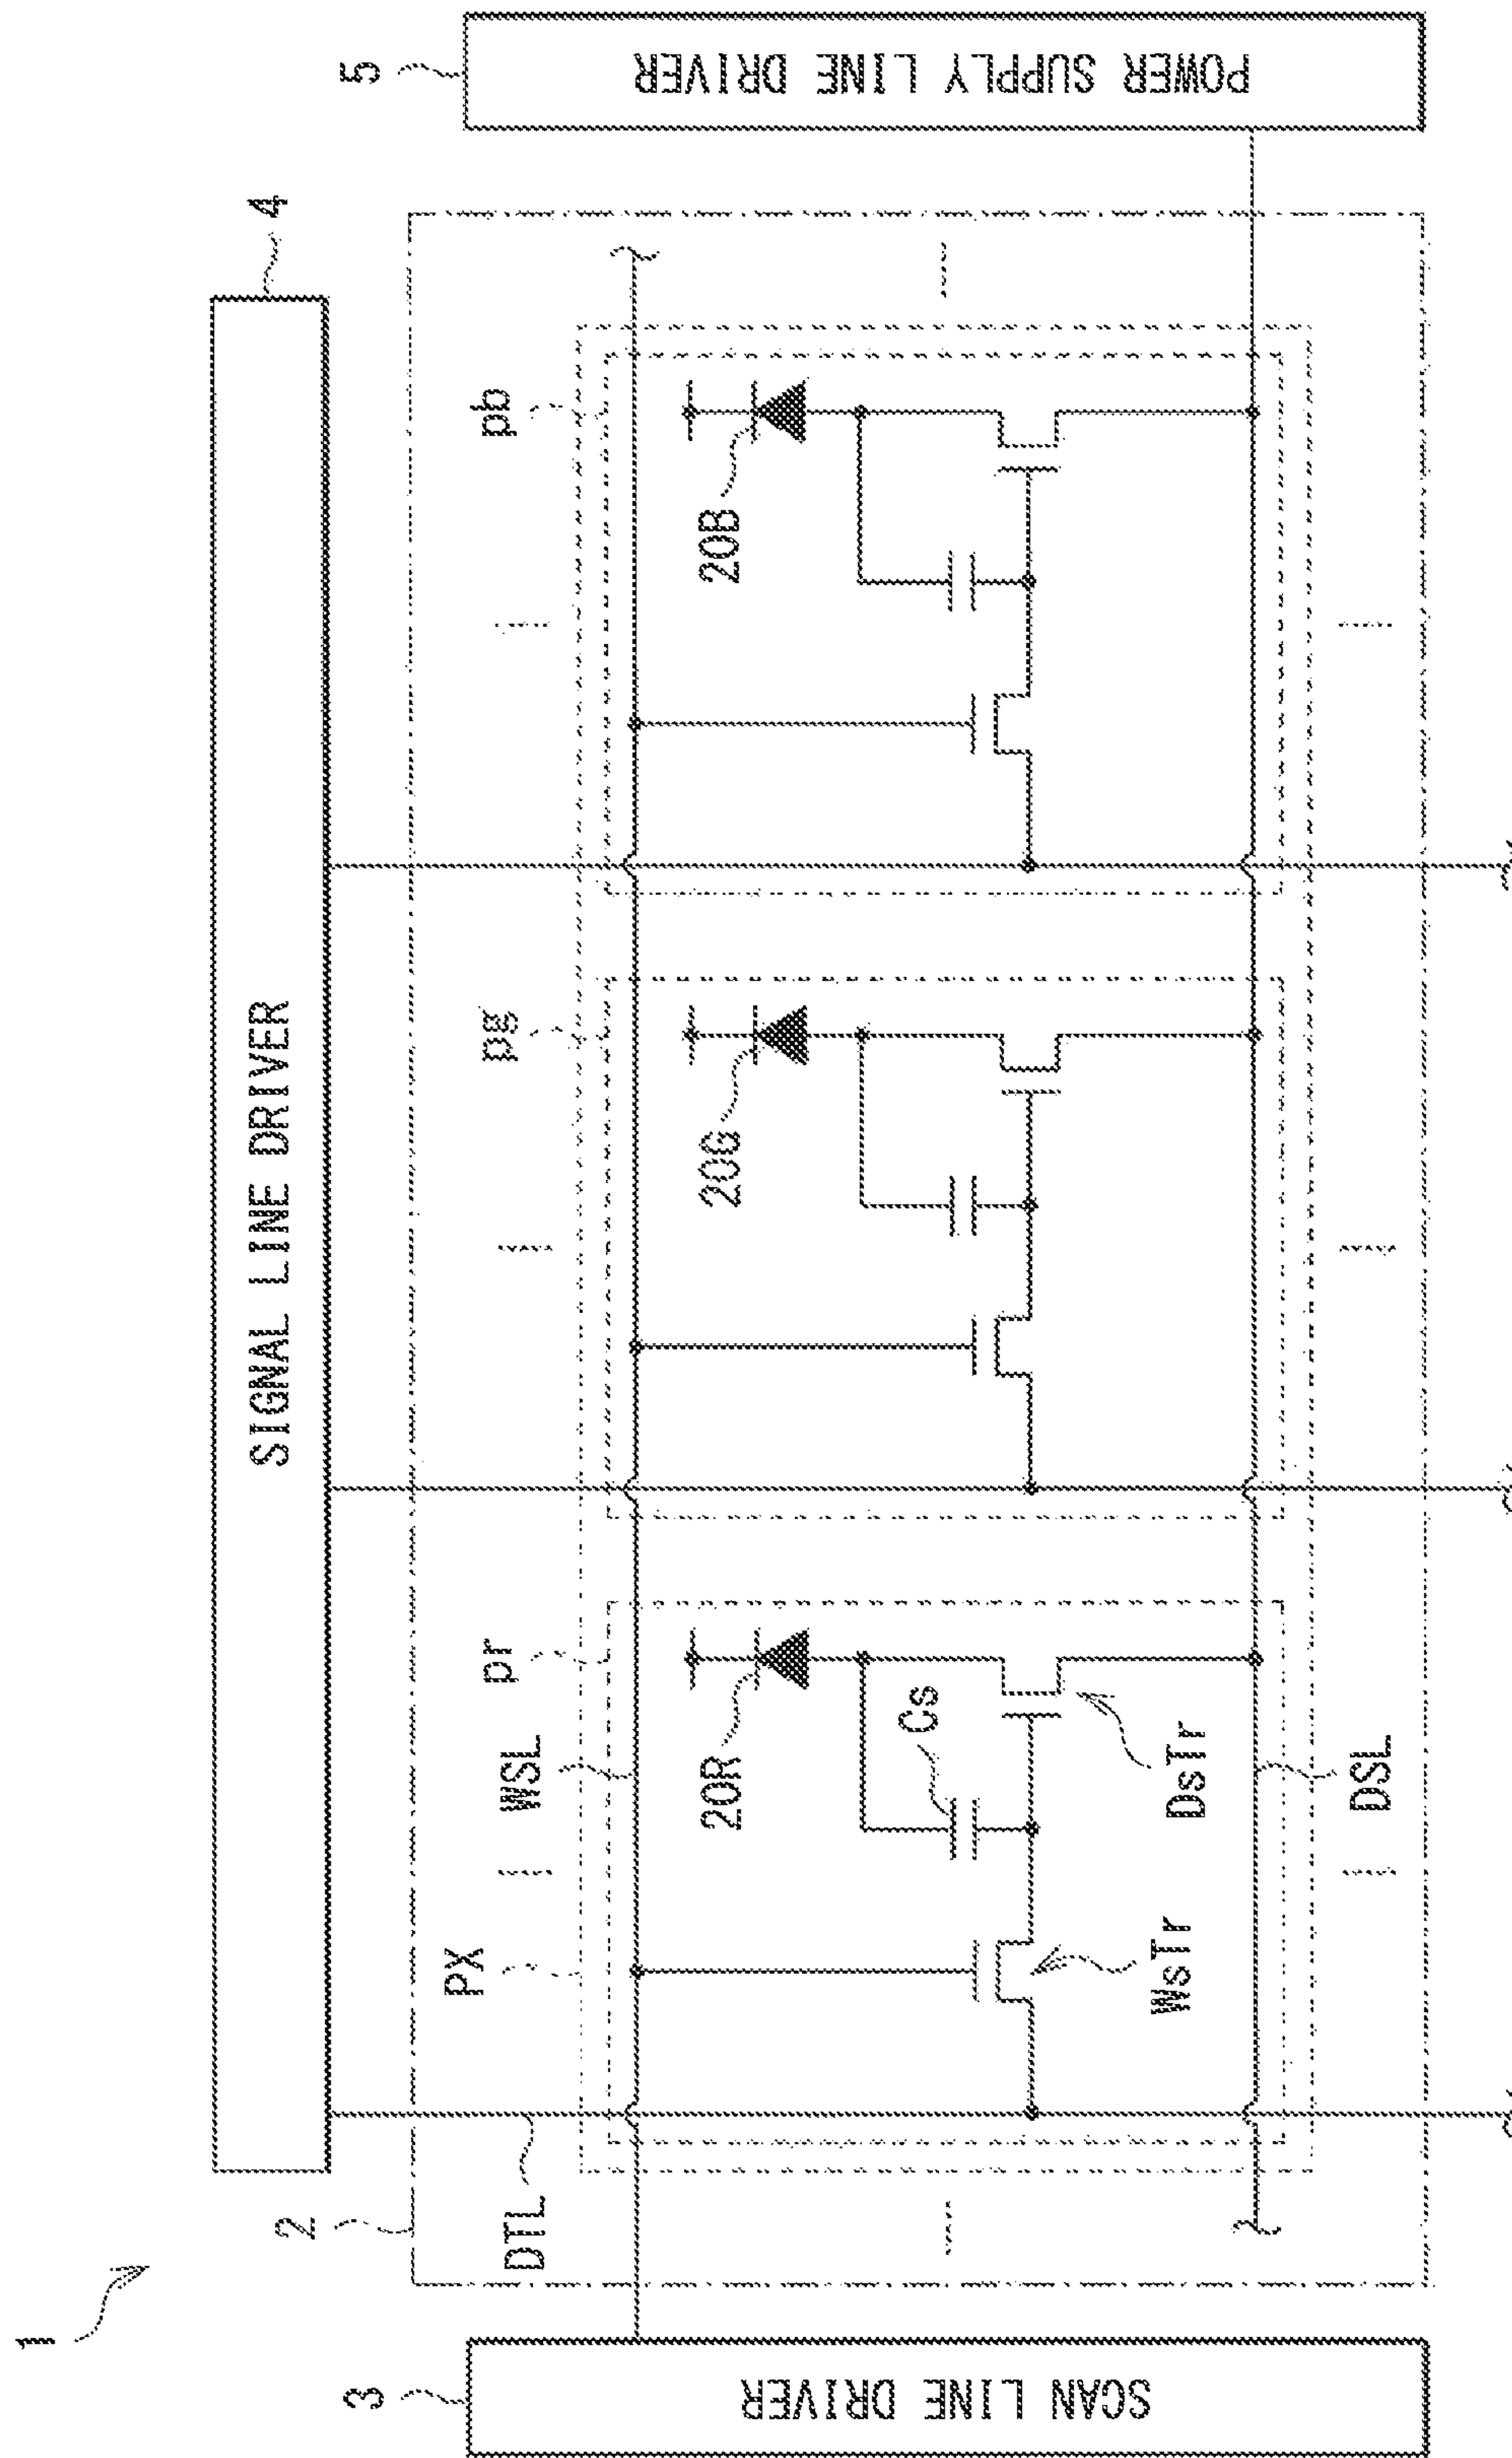 1
2
4
SIGNAL LINE DRIVER
3
SCAN LINE DRIVER
5
POWER SUPPLY LINE DRIVER
DTL
PX
WSL
pr
pg
pb
20R
20G
20B
Cs
WsTr
DsTr
DSL